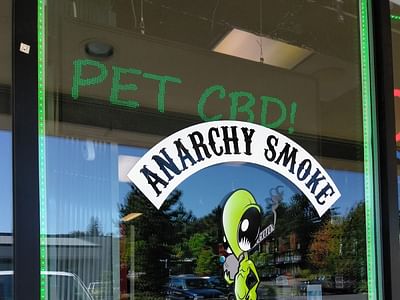 PET CBD!
ANARCHY SMOKE